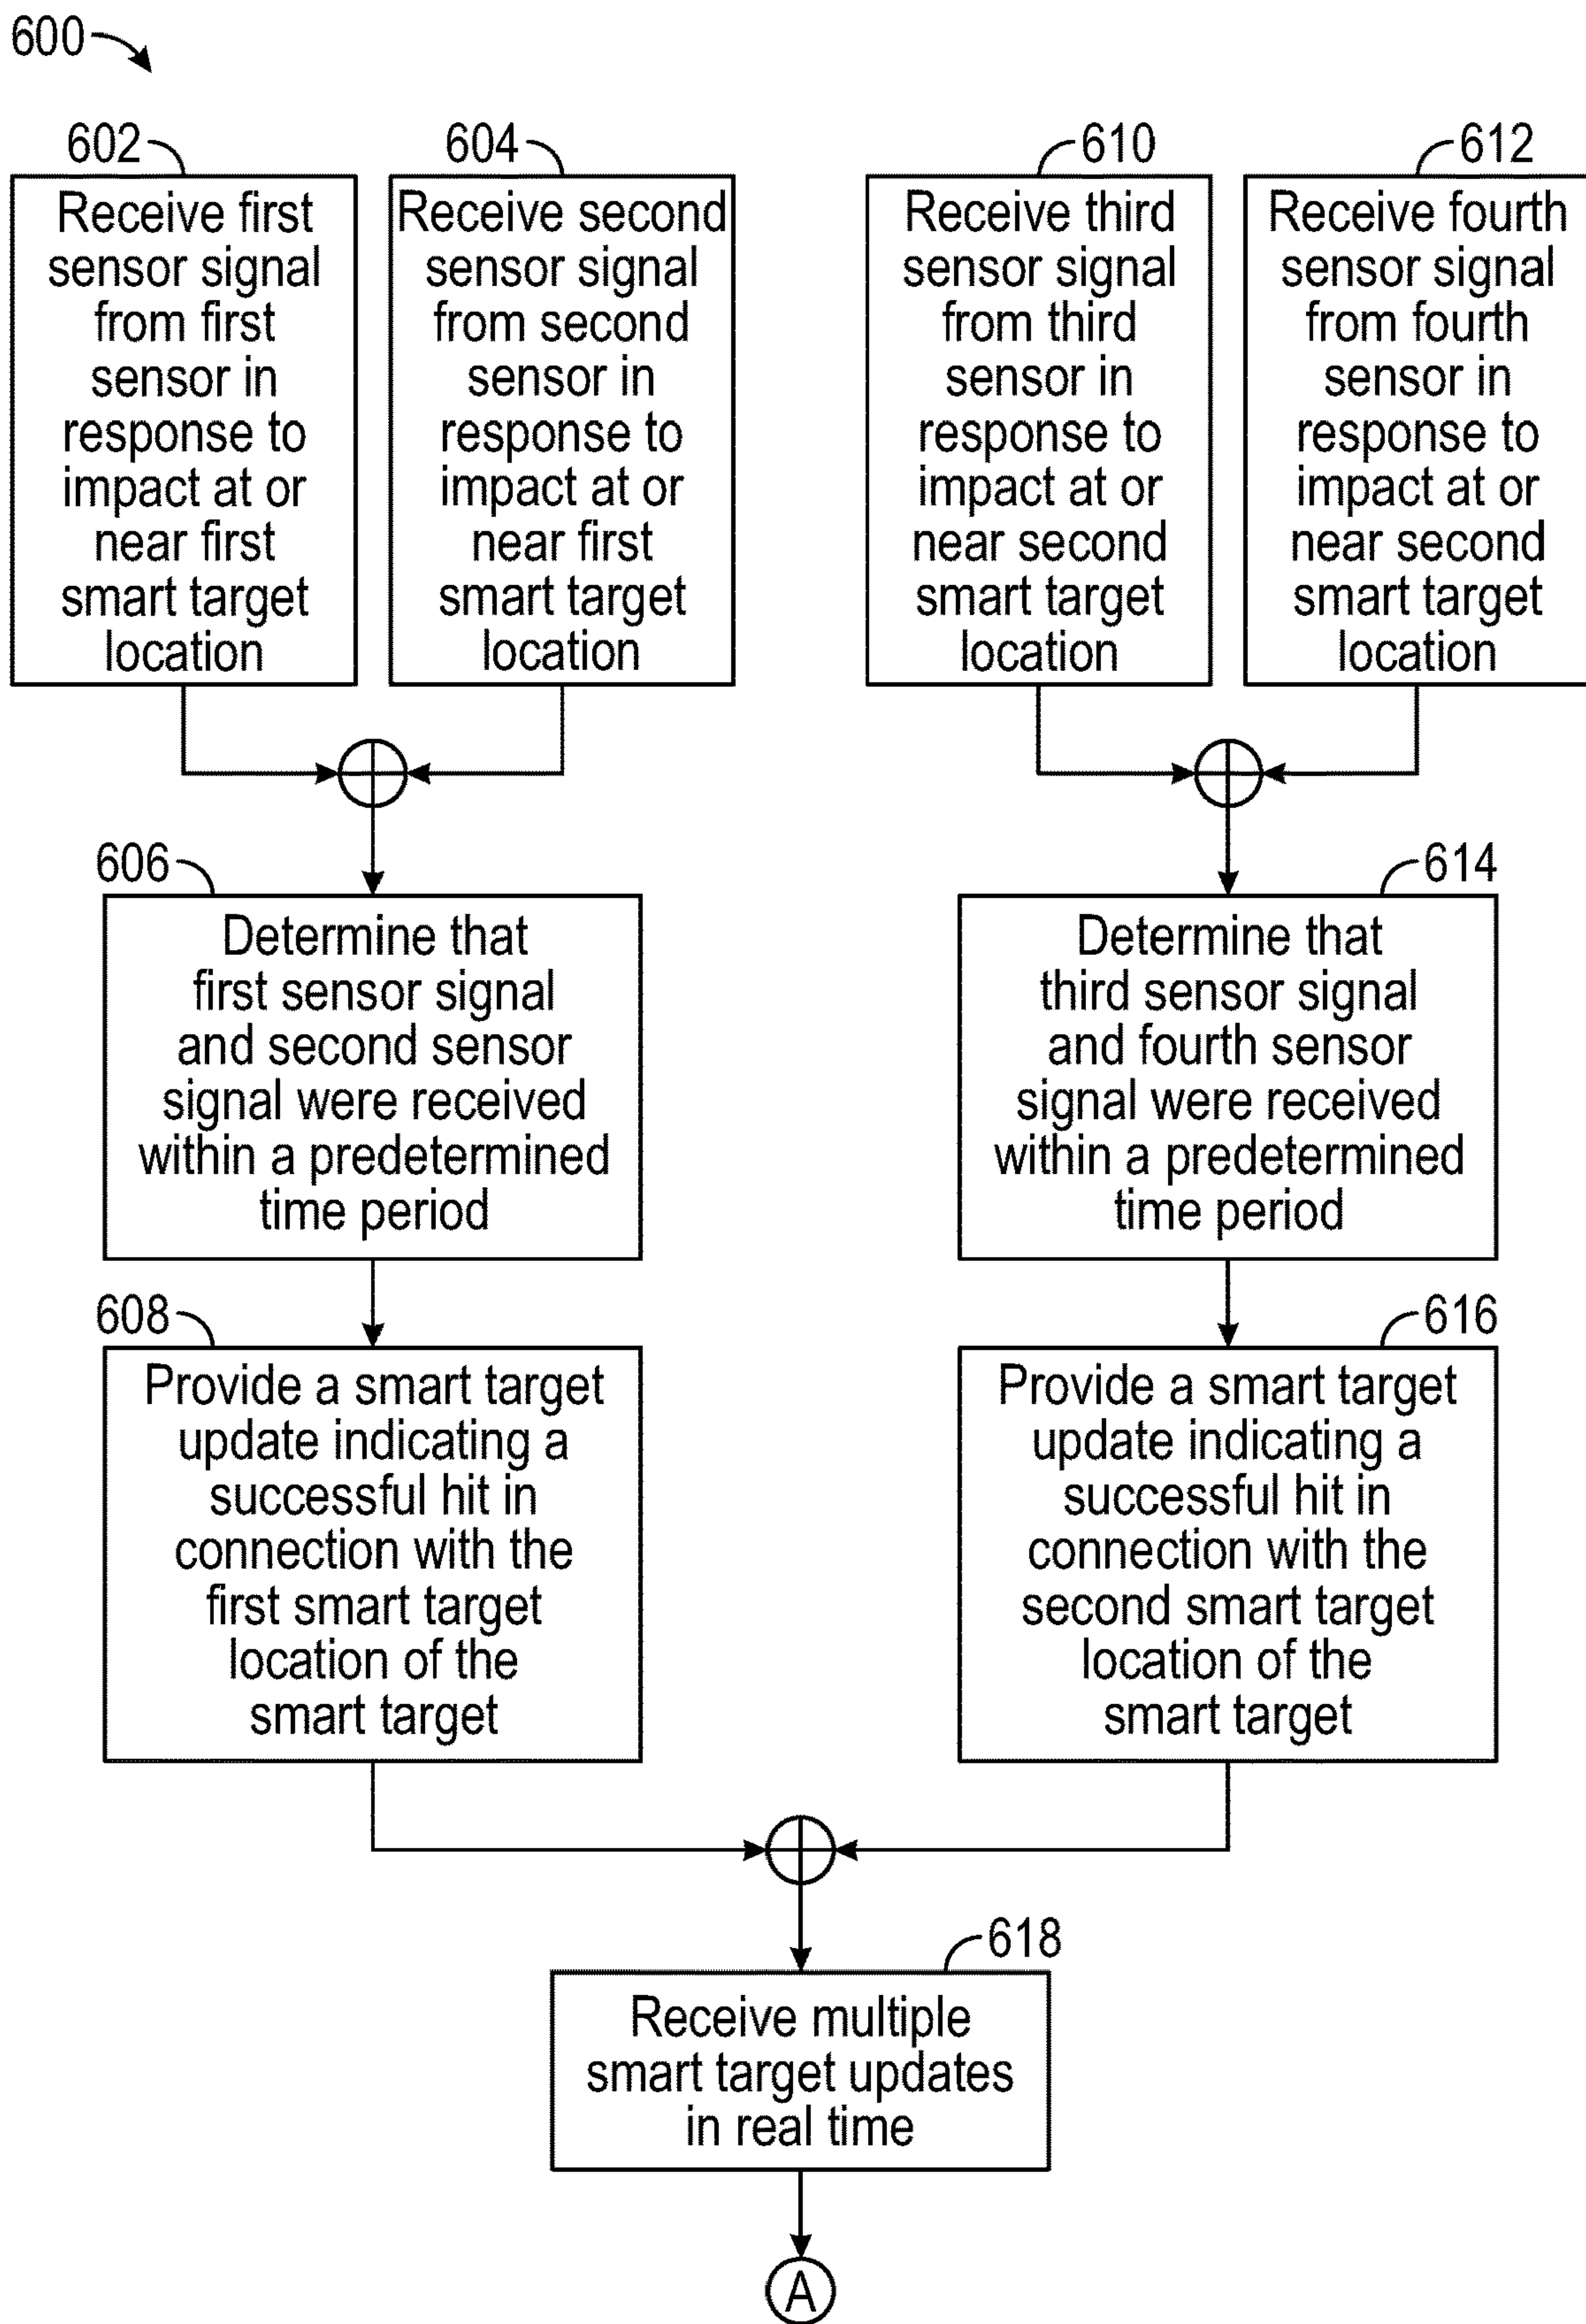 600
602
Receive first
sensor signal
from first
sensor in
response to
impact at or
near first
smart target
location
604
Receive second
sensor signal
from second
sensor in
response to
impact at or
near first
smart target
location
610
Receive third
sensor signal
from third
sensor in
response to
impact at or
near second
smart target
location
612
Receive fourth
sensor signal
from fourth
sensor in
response to
impact at or
near second
smart target
location
606
Determine that
first sensor signal
and second sensor
signal were received
within a predetermined
time period
614
Determine that
third sensor signal
and fourth sensor
signal were received
within a predetermined
time period
608
Provide a smart target
update indicating a
successful hit in
connection with the
first smart target
location of the
smart target
616
Provide a smart target
update indicating a
successful hit in
connection with the
second smart target
location of the
smart target
618
Receive multiple
smart target updates
in real time
A